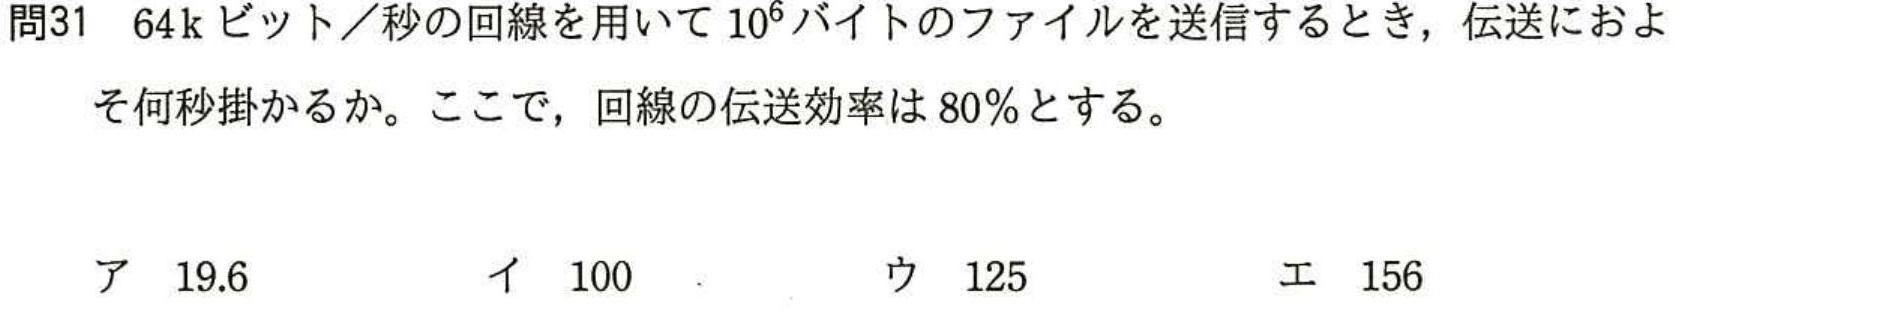 問31 64k ビット／秒の回線を用いて 10⁶バイトのファイルを送信するとき，伝送におよ
そ何秒掛かるか。ここで，回線の伝送効率は 80％とする。
ア 19.6 イ 100 ウ 125 エ 156